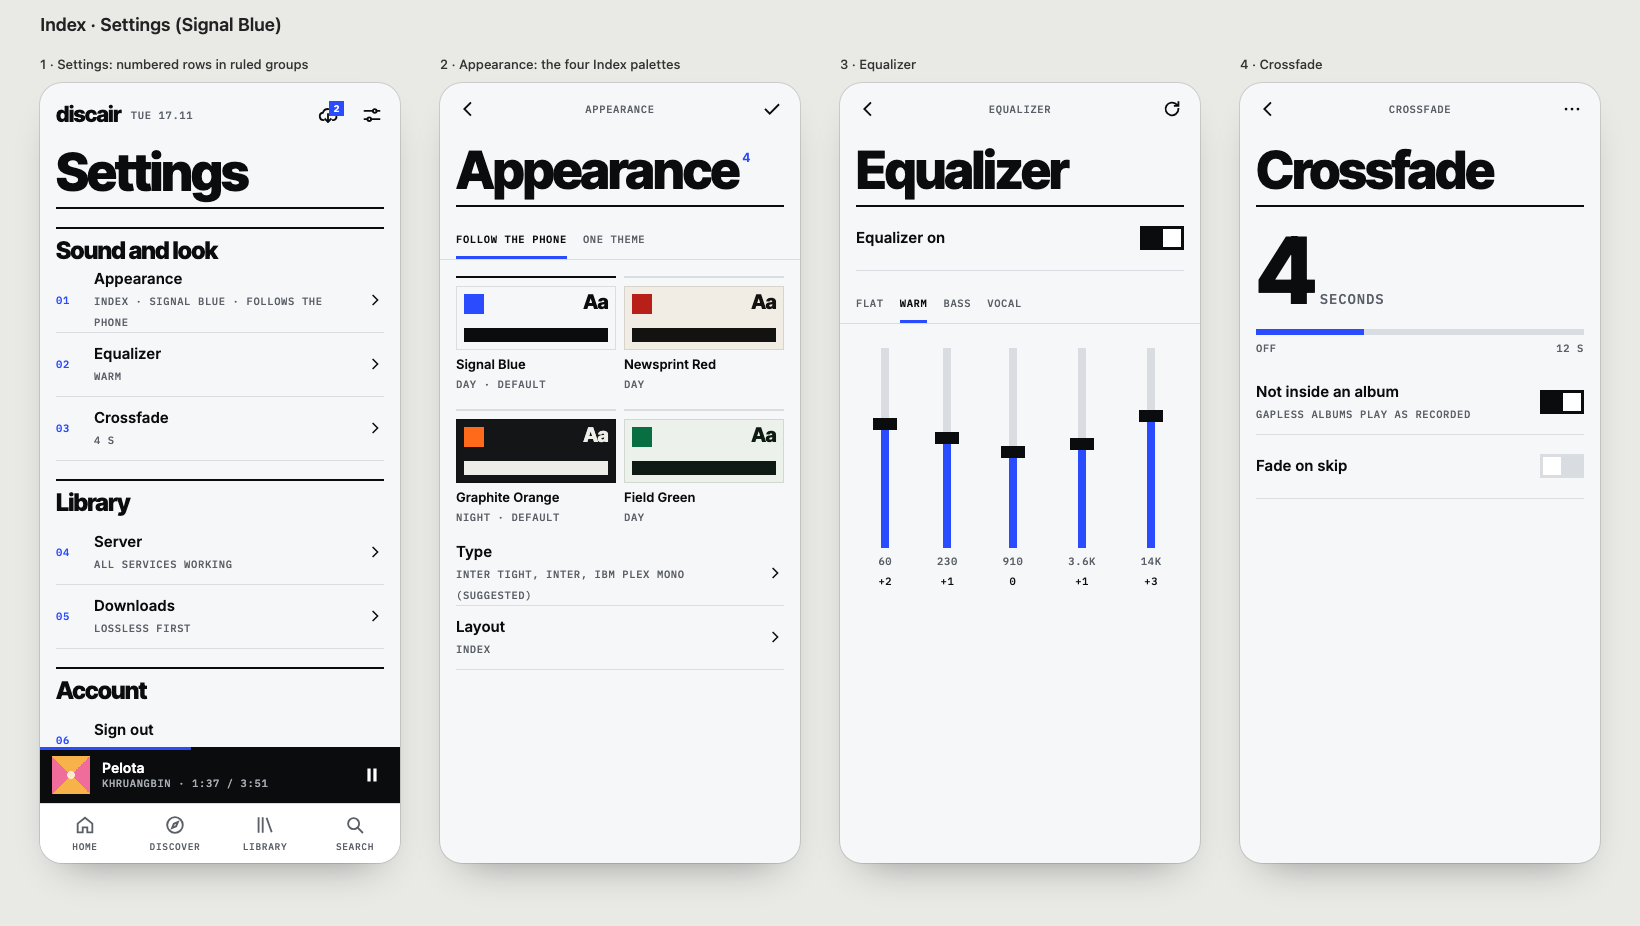 Index · Settings (Signal Blue)
1 · Settings: numbered rows in ruled groups
discair TUE 17.11
2
Settings
Sound and look
01
Appearance
INDEX · SIGNAL BLUE · FOLLOWS THE
PHONE
02
Equalizer
WARM
03
Crossfade
4 S
Library
04
Server
ALL SERVICES WORKING
05
Downloads
LOSSLESS FIRST
Account
06
Sign out
Pelota
KHRUANGBIN · 1:37 / 3:51
HOME DISCOVER LIBRARY SEARCH
2 · Appearance: the four Index palettes
APPEARANCE
Appearance 4
FOLLOW THE PHONE ONE THEME
Aa Aa
Signal Blue Newsprint Red
DAY · DEFAULT DAY
Aa Aa
Graphite Orange Field Green
NIGHT · DEFAULT DAY
Type
INTER TIGHT, INTER, IBM PLEX MONO
(SUGGESTED)
Layout
INDEX
3 · Equalizer
EQUALIZER
Equalizer
Equalizer on
FLAT WARM BASS VOCAL
60 230 910 3.6K 14K
+2 +1 0 +1 +3
4 · Crossfade
CROSSFADE
Crossfade
4 SECONDS
OFF 12 S
Not inside an album
GAPLESS ALBUMS PLAY AS RECORDED
Fade on skip